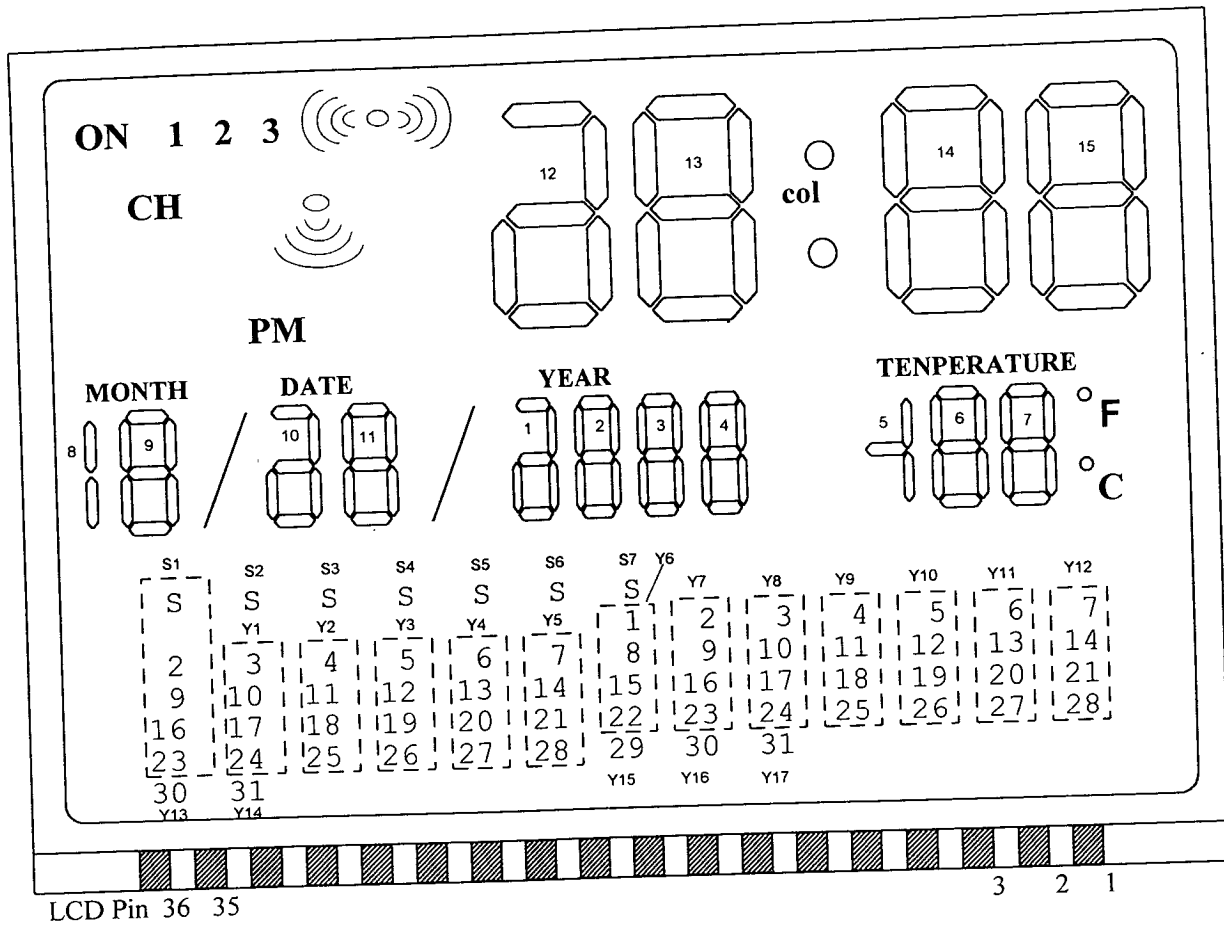 ON 1 2 3
12 13 14 15
col
CH
PM
MONTH DATE YEAR TENPERATURE
8 9 10 11 1 2 3 4 5 6 7 °F
°C
S1 S2 S3 S4 S5 S6 S7 Y6 Y7 Y8 Y9 Y10 Y11 Y12
S S S S S S S
Y1 Y2 Y3 Y4 Y5
1 2 3 4 5 6 7
2 3 4 5 6 7 8 9 10 11 12 13 14
9 10 11 12 13 14 15 16 17 18 19 20 21
16 17 18 19 20 21 22 23 24 25 26 27 28
23 24 25 26 27 28 29 30 31
30 31
Y15 Y16 Y17
Y13 Y14
LCD Pin 36 35 3 2 1